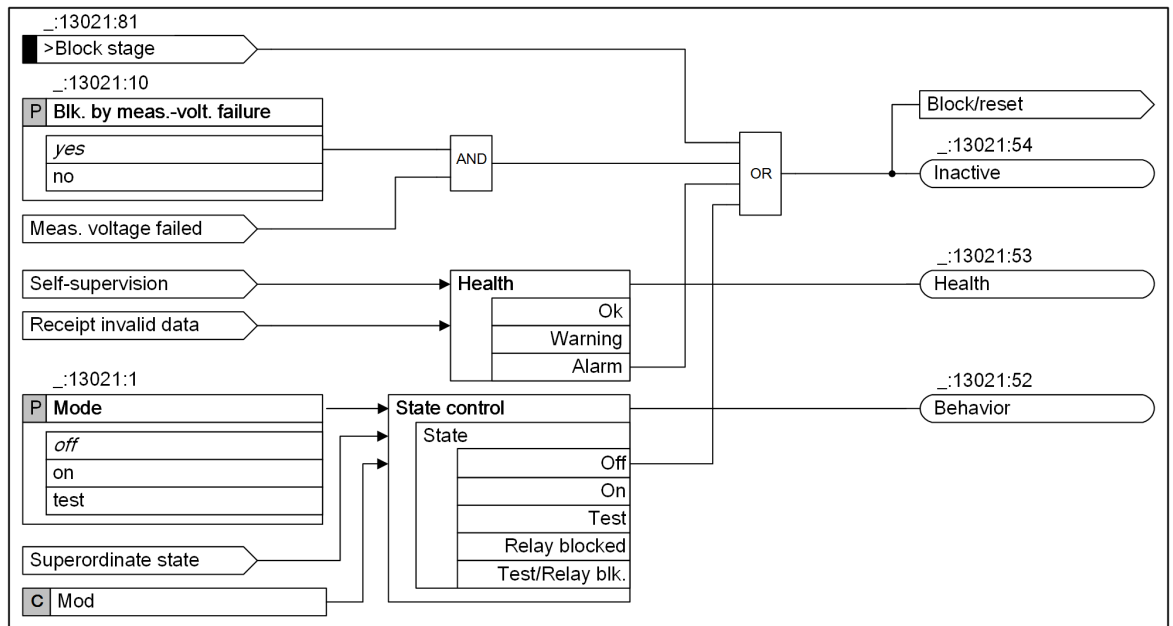 _:13021:81
>Block stage
_:13021:10
P Blk. by meas.-volt. failure
yes
no
Meas. voltage failed
AND
OR
Block/reset
_:13021:54
Inactive
Self-supervision
Receipt invalid data
Health
Ok
Warning
Alarm
_:13021:53
Health
_:13021:1
P Mode
off
on
test
Superordinate state
C Mod
State control
State
Off
On
Test
Relay blocked
Test/Relay blk.
_:13021:52
Behavior